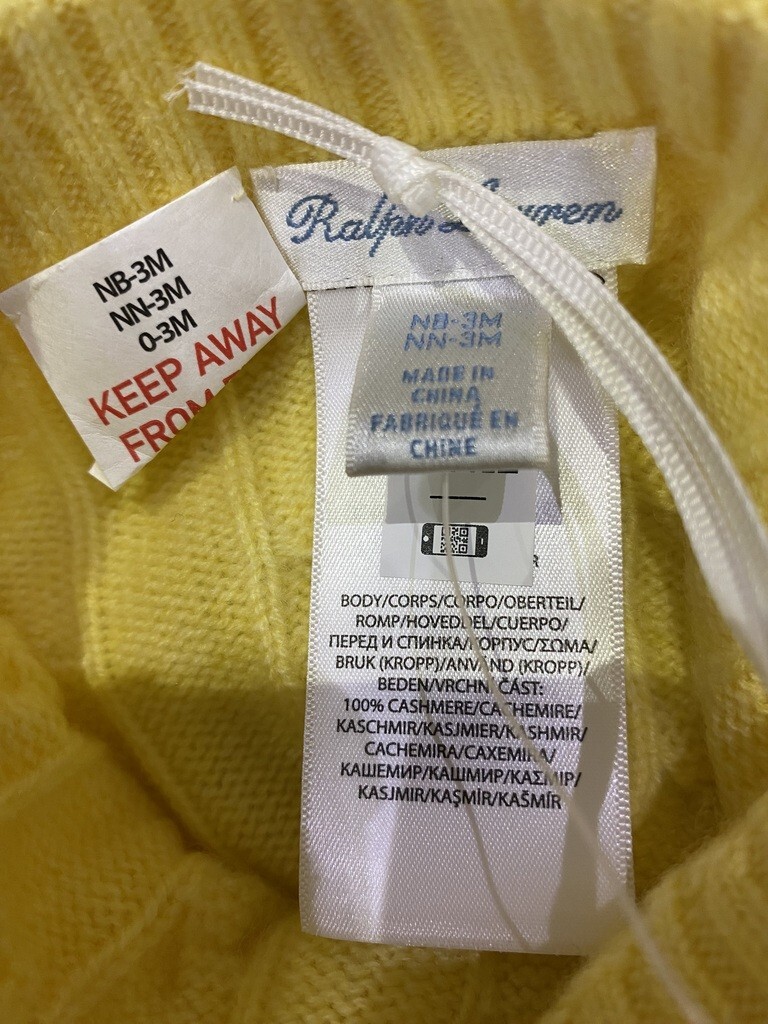 Ralph Lauren
NB-3M
NN-3M
0-3M
KEEP AWAY
FROM
NB-3M
NN-3M
MADE IN
CHINA
FABRIQUÉ EN
CHINE
BODY/CORPS/CORPO/OBERTEIL/
ROMP/HOVEDDEL/CUERPO/
ПЕРЕД И СПИНКА/КОРПУС/ΣΩΜΑ/
BRUK (KROPP)/ANVÄND (KROPP)/
BEDEN/VRCHNÍ ČÁST:
100% CASHMERE/CACHEMIRE/
KASCHMIR/KASJMIER/KASHMIR/
CACHEMIRA/CAXEMIRA/
КАШЕМИР/КАШМИР/ΚΑΣΜΙΡ/
KASJMIR/KAŞMİR/KAŠMÍR